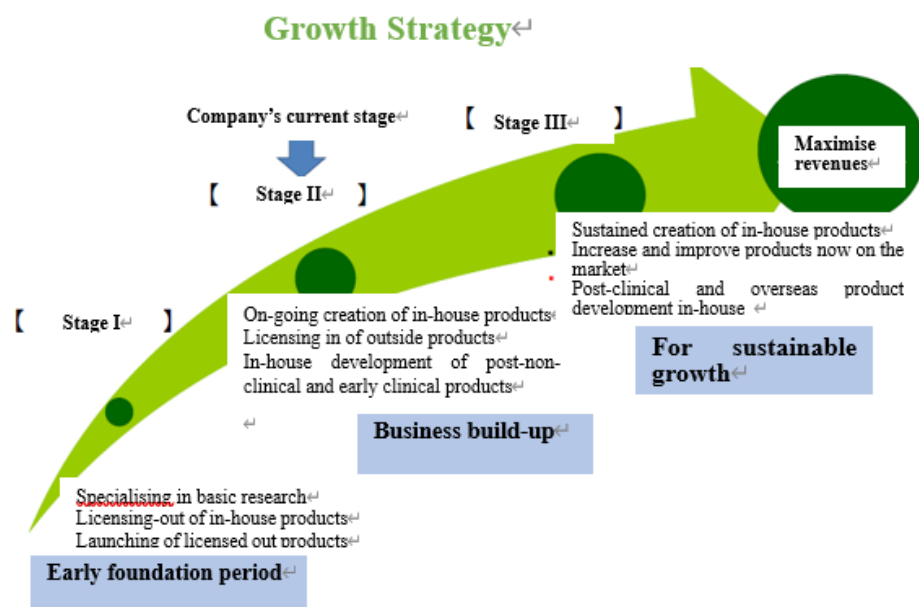 Growth Strategy↵
Company's current stage↵
【 Stage III↵ 】
Maximise
revenues↵
【 Stage II↵ 】
Sustained creation of in-house products↵
Increase and improve products now on the
market↵
Post-clinical and overseas product
development in-house ↵
For sustainable
growth↵
【 Stage I↵ 】
On-going creation of in-house products↵
Licensing in of outside products↵
In-house development of post-non-
clinical and early clinical products↵
↵
Business build-up↵
Specialising in basic research↵
Licensing-out of in-house products↵
Launching of licensed out products↵
Early foundation period↵